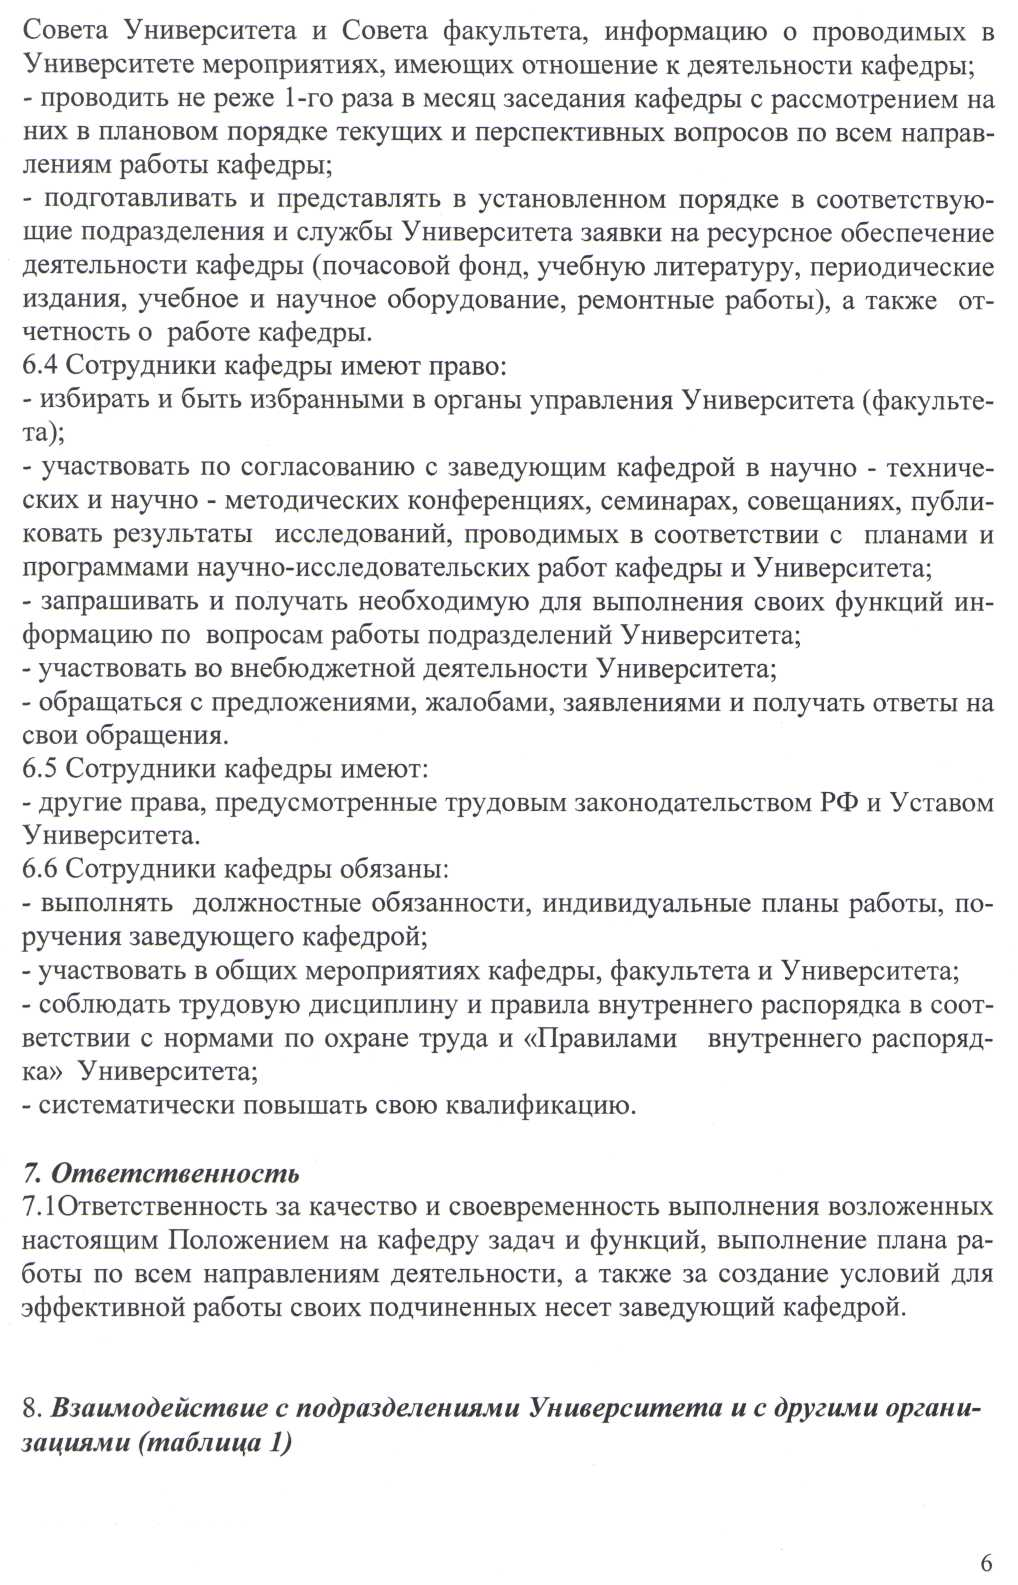 Совета Университета и Совета факультета, информацию о проводимых в
Университете мероприятиях, имеющих отношение к деятельности кафедры;
- проводить не реже 1-го раза в месяц заседания кафедры с рассмотрением на
них в плановом порядке текущих и перспективных вопросов по всем направ-
лениям работы кафедры;
- подготавливать и представлять в установленном порядке в соответствую-
щие подразделения и службы Университета заявки на ресурсное обеспечение
деятельности кафедры (почасовой фонд, учебную литературу, периодические
издания, учебное и научное оборудование, ремонтные работы), а также от-
четность о работе кафедры.
6.4 Сотрудники кафедры имеют право:
- избирать и быть избранными в органы управления Университета (факульте-
та);
- участвовать по согласованию с заведующим кафедрой в научно - техниче-
ских и научно - методических конференциях, семинарах, совещаниях, публи-
ковать результаты исследований, проводимых в соответствии с планами и
программами научно-исследовательских работ кафедры и Университета;
- запрашивать и получать необходимую для выполнения своих функций ин-
формацию по вопросам работы подразделений Университета;
- участвовать во внебюджетной деятельности Университета;
- обращаться с предложениями, жалобами, заявлениями и получать ответы на
свои обращения.
6.5 Сотрудники кафедры имеют:
- другие права, предусмотренные трудовым законодательством РФ и Уставом
Университета.
6.6 Сотрудники кафедры обязаны:
- выполнять должностные обязанности, индивидуальные планы работы, по-
ручения заведующего кафедрой;
- участвовать в общих мероприятиях кафедры, факультета и Университета;
- соблюдать трудовую дисциплину и правила внутреннего распорядка в соот-
ветствии с нормами по охране труда и «Правилами внутреннего распоряд-
ка» Университета;
- систематически повышать свою квалификацию.
7. Ответственность
7.1Ответственность за качество и своевременность выполнения возложенных
настоящим Положением на кафедру задач и функций, выполнение плана ра-
боты по всем направлениям деятельности, а также за создание условий для
эффективной работы своих подчиненных несет заведующий кафедрой.
8. Взаимодействие с подразделениями Университета и с другими органи-
зациями (таблица 1)
6